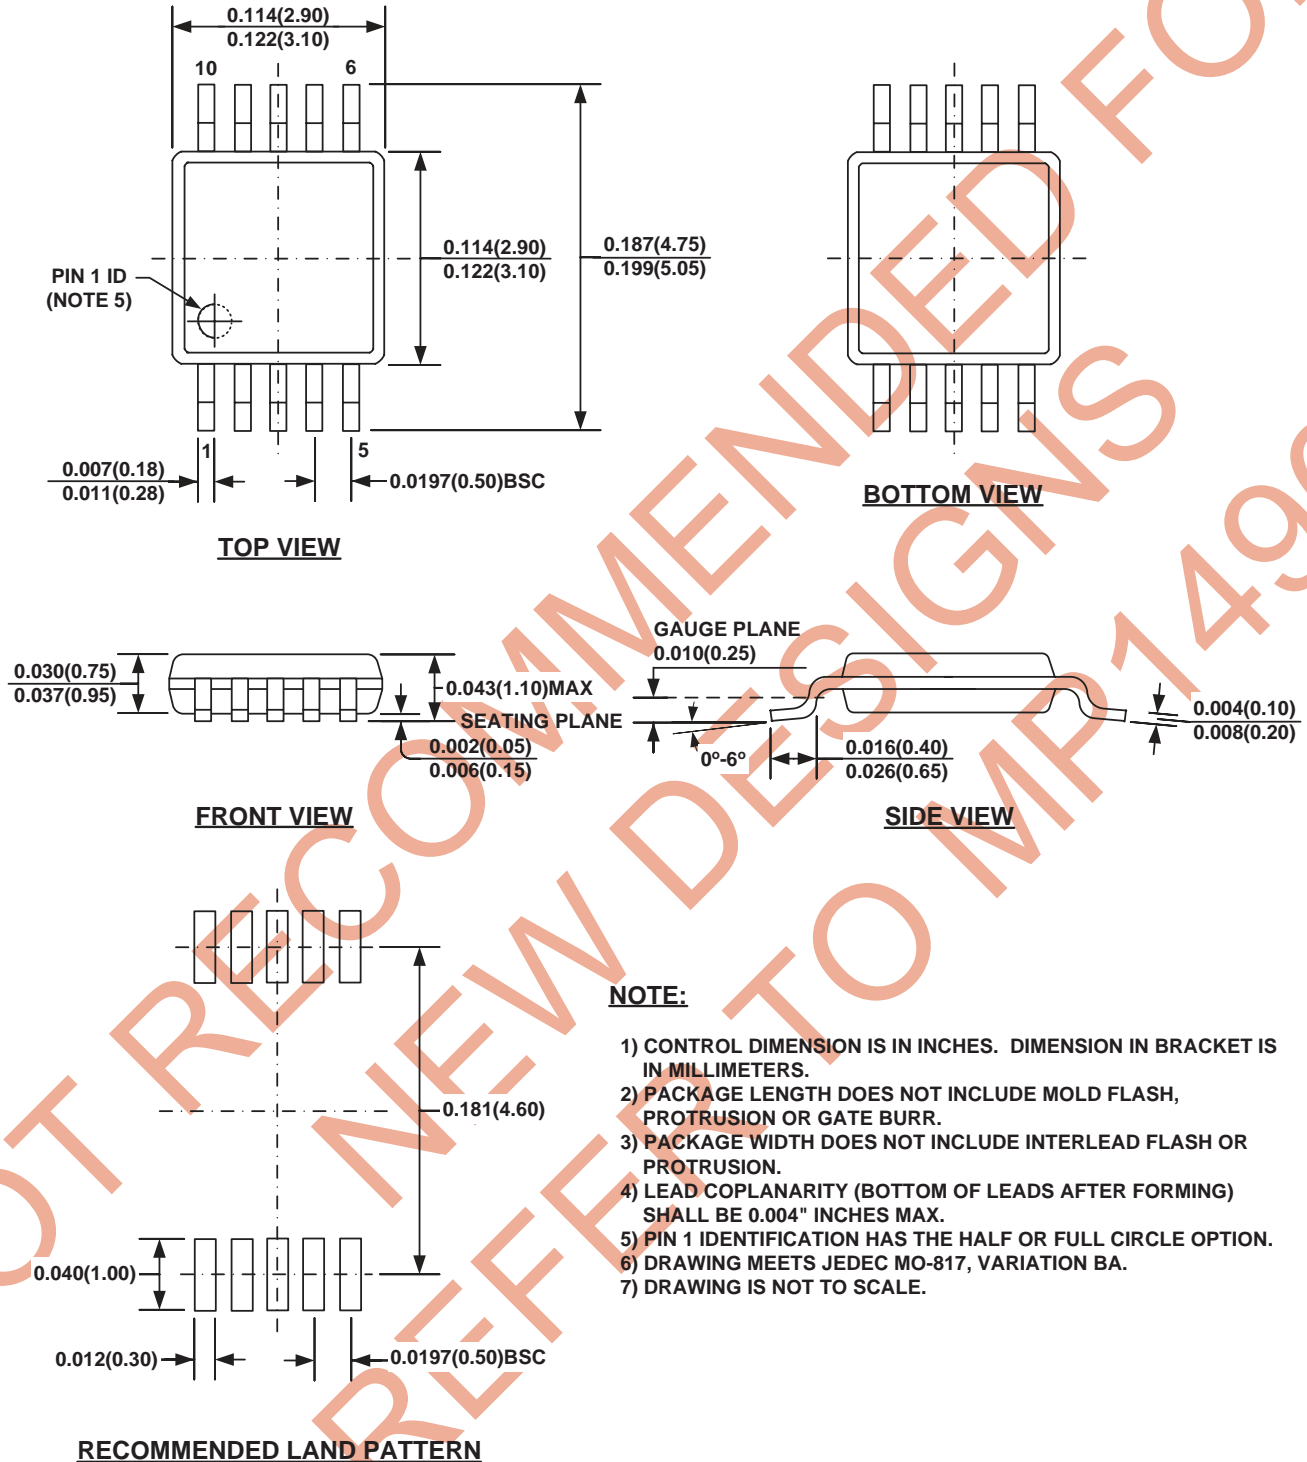 0.114(2.90)
0.122(3.10)
10
6
0.114(2.90)
0.122(3.10)
0.187(4.75)
0.199(5.05)
PIN 1 ID
(NOTE 5)
1
5
0.007(0.18)
0.011(0.28)
0.0197(0.50)BSC
TOP VIEW
BOTTOM VIEW
0.030(0.75)
0.037(0.95)
0.043(1.10)MAX
SEATING PLANE
0.002(0.05)
0.006(0.15)
FRONT VIEW
GAUGE PLANE
0.010(0.25)
0º-6º
0.016(0.40)
0.026(0.65)
0.004(0.10)
0.008(0.20)
SIDE VIEW
0.181(4.60)
0.040(1.00)
0.012(0.30)
0.0197(0.50)BSC
RECOMMENDED LAND PATTERN
NOTE:
1) CONTROL DIMENSION IS IN INCHES. DIMENSION IN BRACKET IS
IN MILLIMETERS.
2) PACKAGE LENGTH DOES NOT INCLUDE MOLD FLASH,
PROTRUSION OR GATE BURR.
3) PACKAGE WIDTH DOES NOT INCLUDE INTERLEAD FLASH OR
PROTRUSION.
4) LEAD COPLANARITY (BOTTOM OF LEADS AFTER FORMING)
SHALL BE 0.004" INCHES MAX.
5) PIN 1 IDENTIFICATION HAS THE HALF OR FULL CIRCLE OPTION.
6) DRAWING MEETS JEDEC MO-817, VARIATION BA.
7) DRAWING IS NOT TO SCALE.
OT RECOMMENDED FO
NEW DESIGNS
REFER TO MP149